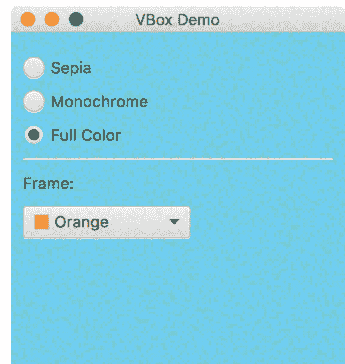 VBox Demo
Sepia
Monochrome
Full Color
Frame:
Orange